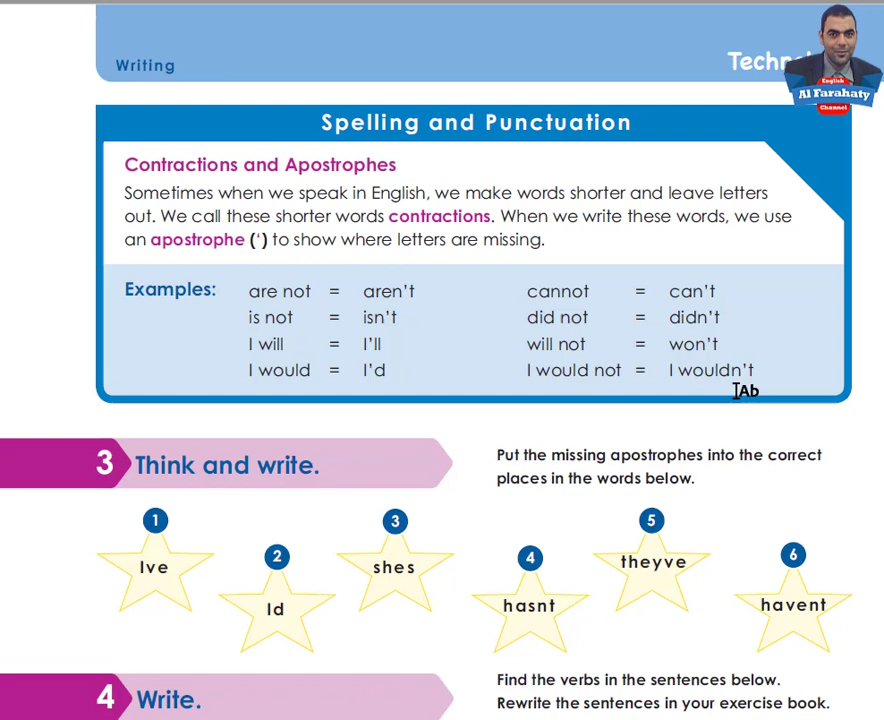 Writing
English
Al Farahaty
Channel
Spelling and Punctuation
Contractions and Apostrophes
Sometimes when we speak in English, we make words shorter and leave letters
out. We call these shorter words contractions. When we write these words, we use
an apostrophe (‘) to show where letters are missing.
Examples: are not = aren’t cannot = can’t
is not = isn’t did not = didn’t
I will = I’ll will not = won’t
I would = I’d I would not = I wouldn’t
Ab
3 Think and write.
Put the missing apostrophes into the correct
places in the words below.
1 Ive
2 Id
3 shes
4 hasnt
5 theyve
6 havent
4 Write.
Find the verbs in the sentences below.
Rewrite the sentences in your exercise book.